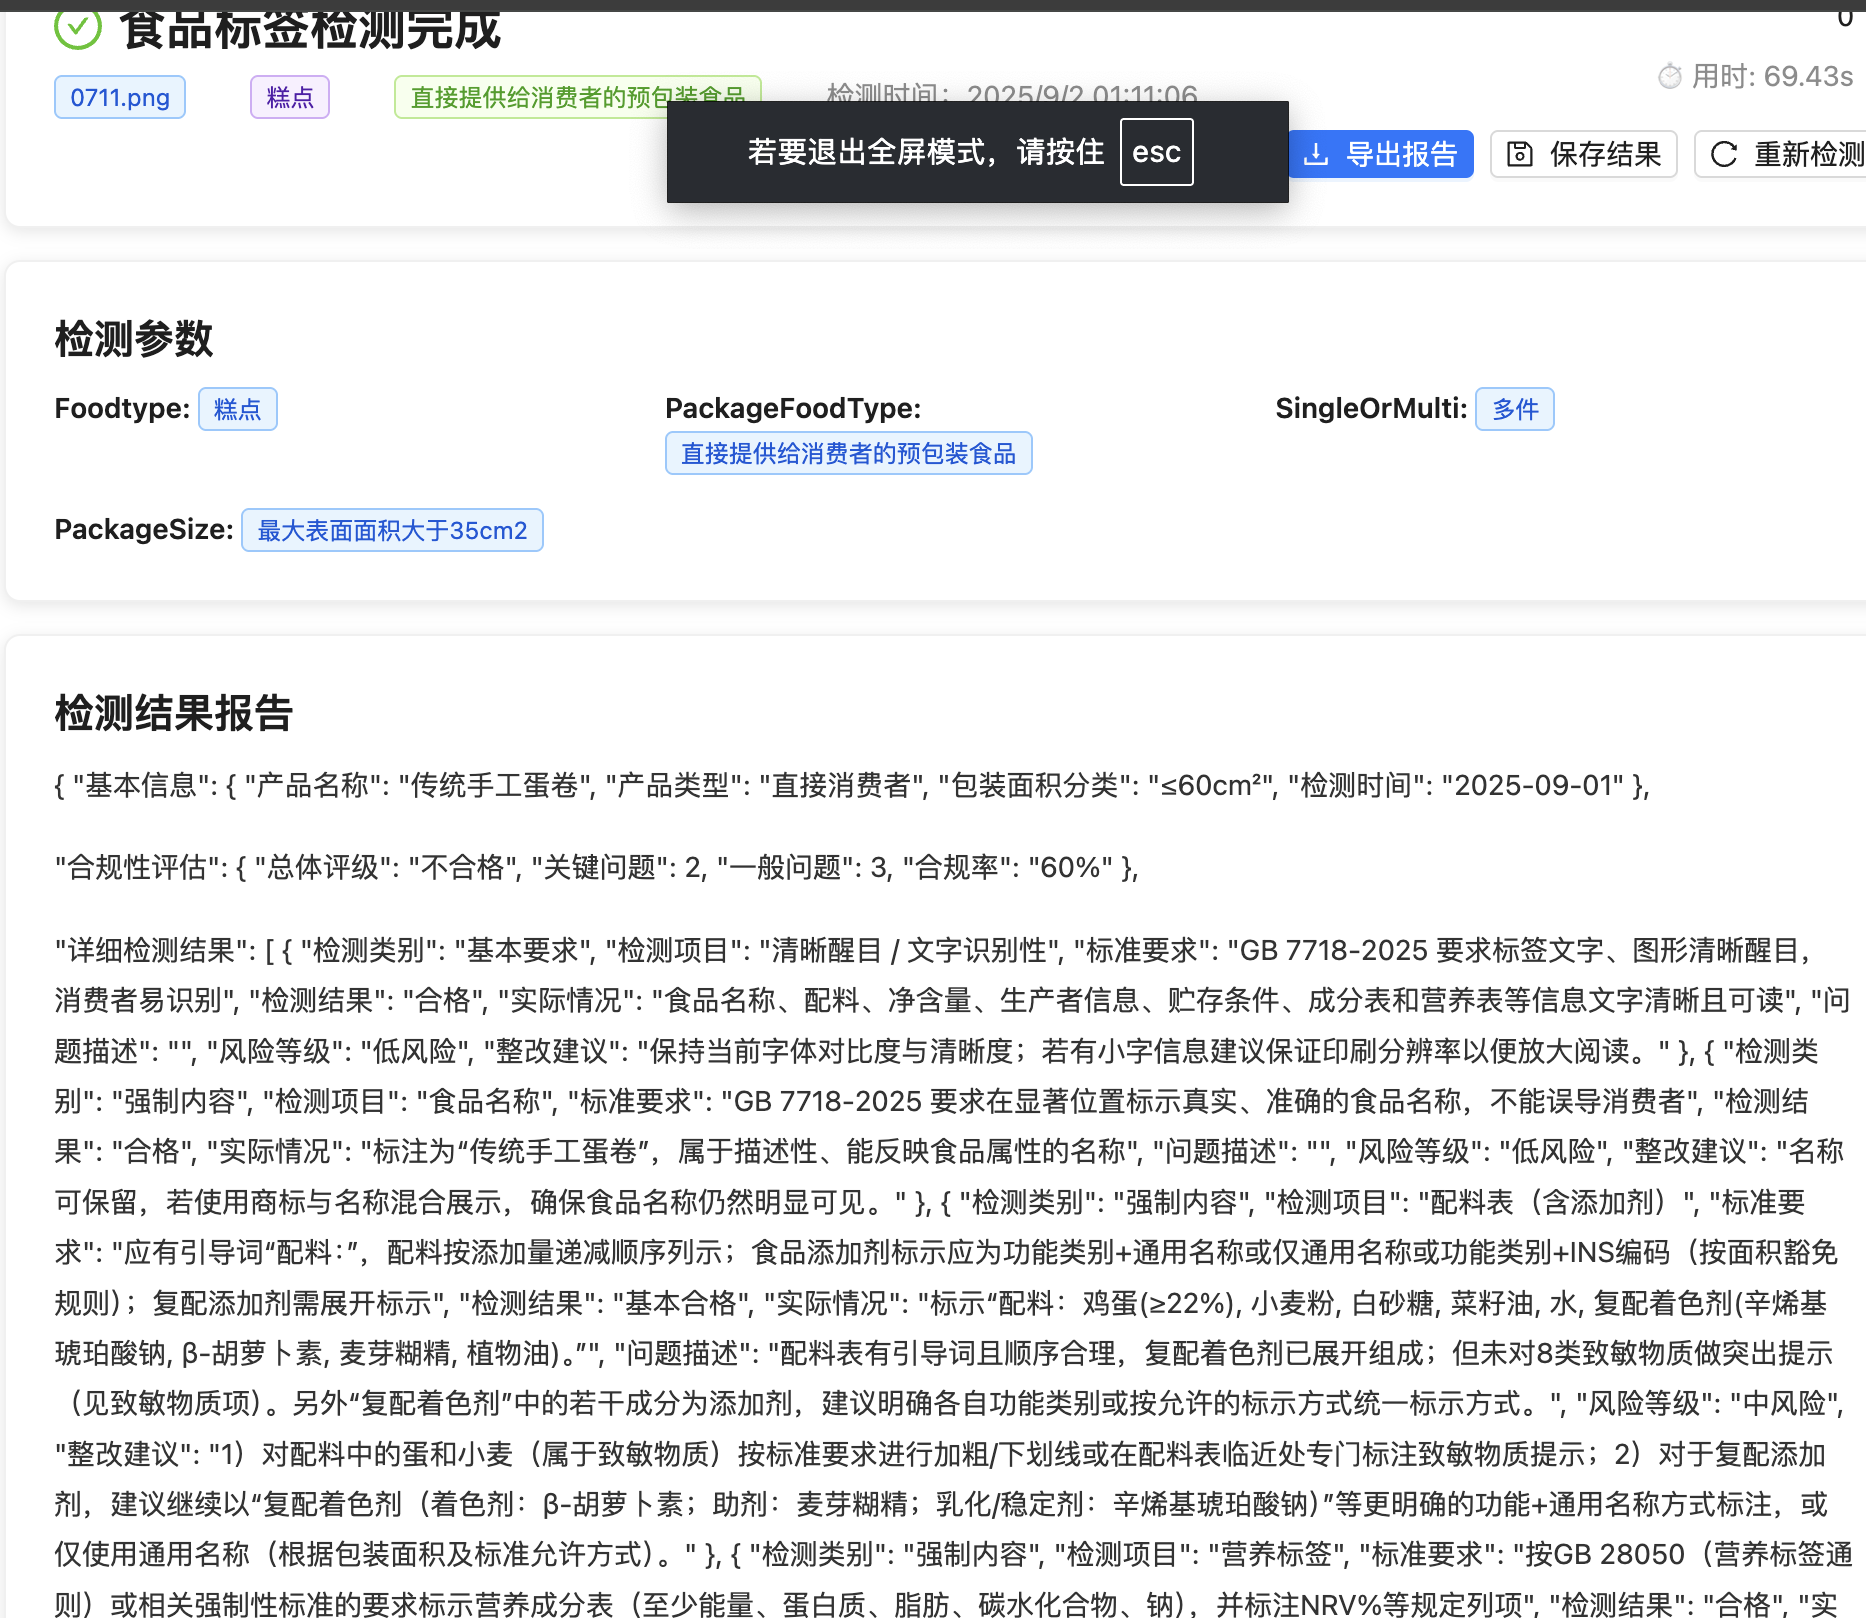 食品标签检测完成
0
0711.png 糕点 直接提供给消费者的预包装食品 检测时间：2025/9/2 01:11:06
用时: 69.43s
若要退出全屏模式，请按住 esc
导出报告 保存结果 重新检测
检测参数
Foodtype: 糕点 PackageFoodType: SingleOrMulti: 多件
直接提供给消费者的预包装食品
PackageSize: 最大表面面积大于35cm2
检测结果报告
{ "基本信息": { "产品名称": "传统手工蛋卷", "产品类型": "直接消费者", "包装面积分类": "≤60cm²", "检测时间": "2025-09-01" },
"合规性评估": { "总体评级": "不合格", "关键问题": 2, "一般问题": 3, "合规率": "60%" },
"详细检测结果": [ { "检测类别": "基本要求", "检测项目": "清晰醒目 / 文字识别性", "标准要求": "GB 7718-2025 要求标签文字、图形清晰醒目，
消费者易识别", "检测结果": "合格", "实际情况": "食品名称、配料、净含量、生产者信息、贮存条件、成分表和营养表等信息文字清晰且可读", "问
题描述": "", "风险等级": "低风险", "整改建议": "保持当前字体对比度与清晰度；若有小字信息建议保证印刷分辨率以便放大阅读。" }, { "检测类
别": "强制内容", "检测项目": "食品名称", "标准要求": "GB 7718-2025 要求在显著位置标示真实、准确的食品名称，不能误导消费者", "检测结
果": "合格", "实际情况": "标注为“传统手工蛋卷”，属于描述性、能反映食品属性的名称", "问题描述": "", "风险等级": "低风险", "整改建议": "名称
可保留，若使用商标与名称混合展示，确保食品名称仍然明显可见。" }, { "检测类别": "强制内容", "检测项目": "配料表（含添加剂）", "标准要
求": "应有引导词“配料：”，配料按添加量递减顺序列示；食品添加剂标示应为功能类别+通用名称或仅通用名称或功能类别+INS编码（按面积豁免
规则）；复配添加剂需展开标示", "检测结果": "基本合格", "实际情况": "标示“配料：鸡蛋(≥22%), 小麦粉, 白砂糖, 菜籽油, 水, 复配着色剂(辛烯基
琥珀酸钠, β-胡萝卜素, 麦芽糊精, 植物油)。”", "问题描述": "配料表有引导词且顺序合理，复配着色剂已展开组成；但未对8类致敏物质做突出提示
（见致敏物质项）。另外“复配着色剂”中的若干成分为添加剂，建议明确各自功能类别或按允许的标示方式统一标示方式。", "风险等级": "中风险",
"整改建议": "1）对配料中的蛋和小麦（属于致敏物质）按标准要求进行加粗/下划线或在配料表临近处专门标注致敏物质提示；2）对于复配添加
剂，建议继续以“复配着色剂（着色剂：β-胡萝卜素；助剂：麦芽糊精；乳化/稳定剂：辛烯基琥珀酸钠）”等更明确的功能+通用名称方式标注，或
仅使用通用名称（根据包装面积及标准允许方式）。" }, { "检测类别": "强制内容", "检测项目": "营养标签", "标准要求": "按GB 28050（营养标签通
则）或相关强制性标准的要求标示营养成分表（至少能量、蛋白质、脂肪、碳水化合物、钠），并标注NRV%等规定列项", "检测结果": "合格", "实